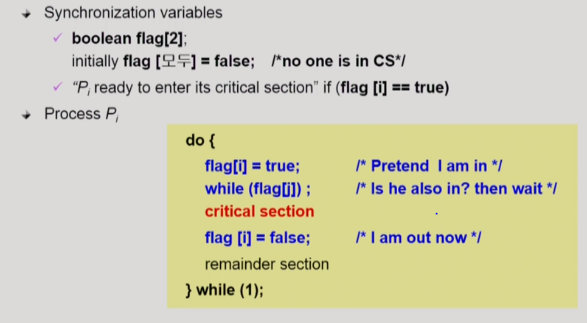 Synchronization variables
✓ boolean flag[2];
initially flag [모두] = false; /*no one is in CS*/
✓ “Pi ready to enter its critical section” if (flag [i] == true)
Process Pi
do {
flag[i] = true; /* Pretend I am in */
while (flag[j]) ; /* Is he also in? then wait */
critical section
flag [i] = false; /* I am out now */
remainder section
} while (1);